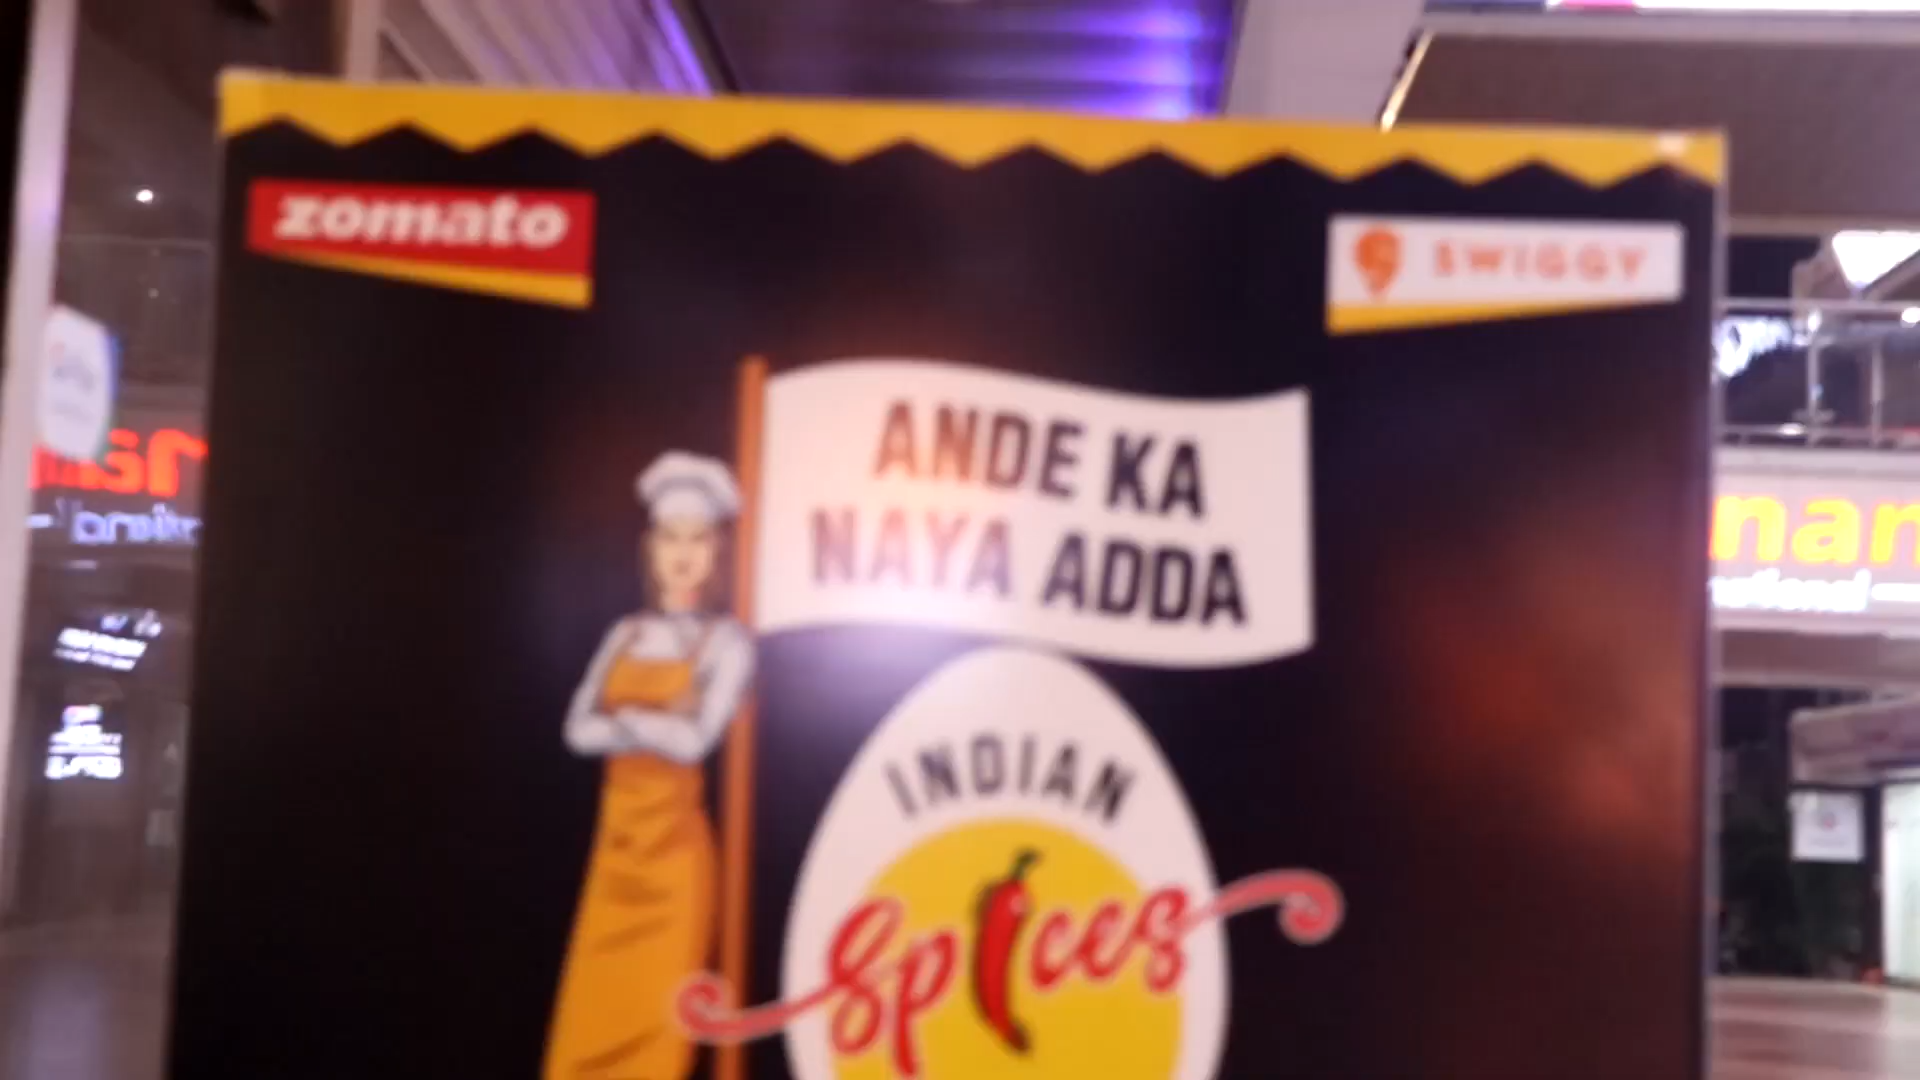 zomato
SWIGGY
ANDE KA
NAYA ADDA
INDIAN
Spices